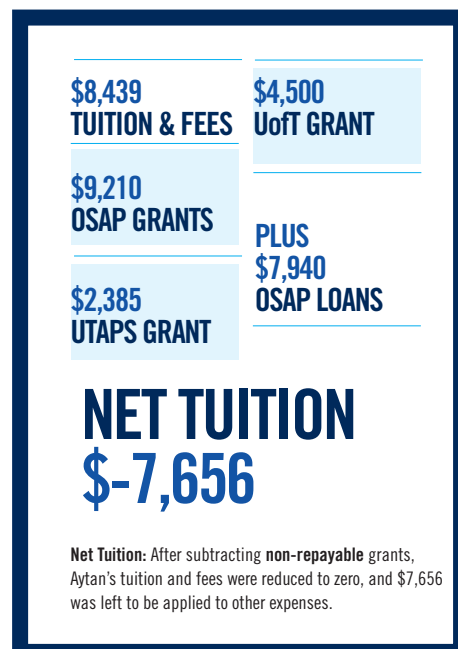 $8,439
TUITION & FEES
$9,210
OSAP GRANTS
$2,385
UTAPS GRANT
$4,500
UofT GRANT
PLUS
$7,940
OSAP LOANS
NET TUITION
$-7,656
Net Tuition: After subtracting non-repayable grants,
Aytan's tuition and fees were reduced to zero, and $7,656
was left to be applied to other expenses.